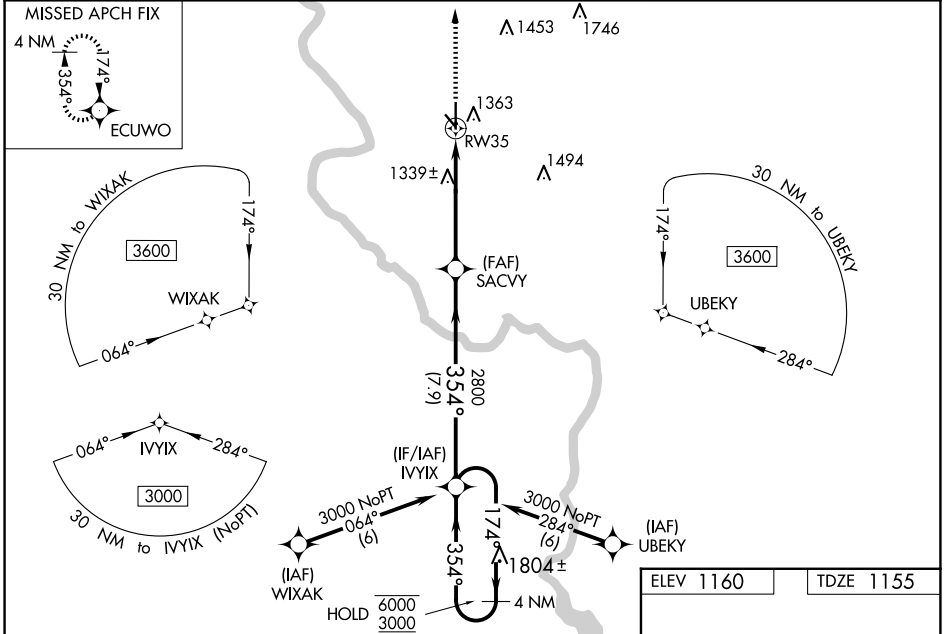 MISSED APCH FIX
4 NM
354°
174°
ECUWO
1453
1746
1363
RW35
1339±
1494
30 NM to WIXAK
174°
3600
WIXAK
064°
(FAF)
SACVY
30 NM to UBEKY
174°
3600
UBEKY
284°
2800
354°
(7.9)
064°
284°
IVYIX
3000
30 NM to IVYIX (NoPT)
(IF/IAF)
IVYIX
3000 NoPT
064°
(6)
3000 NoPT
284°
(6)
(IAF)
WIXAK
(IAF)
UBEKY
354°
174°
1804±
HOLD
6000
3000
4 NM
ELEV 1160
TDZE 1155